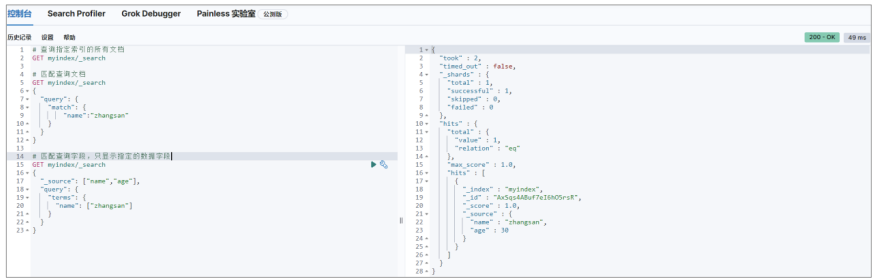 控制台 Search Profiler Grok Debugger Painless 实验室 公测版
历史记录 设置 帮助
200 - OK 49 ms
1 # 查询指定索引的所有文档
2 GET myindex/_search
3
4 # 匹配查询文档
5 GET myindex/_search
6 {
7 "query": {
8 "match": {
9 "name":"zhangsan"
10 }
11 }
12 }
13
14 # 匹配查询字段，只显示指定的数据字段
15 GET myindex/_search
16 {
17 "_source": ["name","age"],
18 "query": {
19 "terms": {
20 "name": ["zhangsan"]
21 }
22 }
23 }
1 {
2 "took" : 2,
3 "timed_out" : false,
4 "_shards" : {
5 "total" : 1,
6 "successful" : 1,
7 "skipped" : 0,
8 "failed" : 0
9 },
10 "hits" : {
11 "total" : {
12 "value" : 1,
13 "relation" : "eq"
14 },
15 "max_score" : 1.0,
16 "hits" : [
17 {
18 "_index" : "myindex",
19 "_id" : "AxSqs4ABuf7eI6hO5rsR",
20 "_score" : 1.0,
21 "_source" : {
22 "name" : "zhangsan",
23 "age" : 30
24 }
25 }
26 ]
27 }
28 }